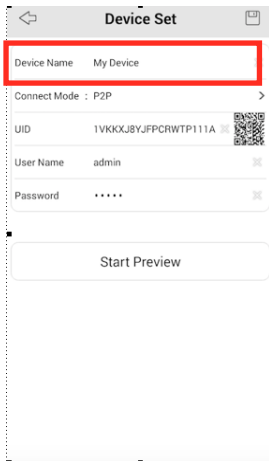 Device Set
Device Name My Device
Connect Mode : P2P
UID 1VKKXJ8YJFPCRWTP111A
User Name admin
Password •••••
Start Preview